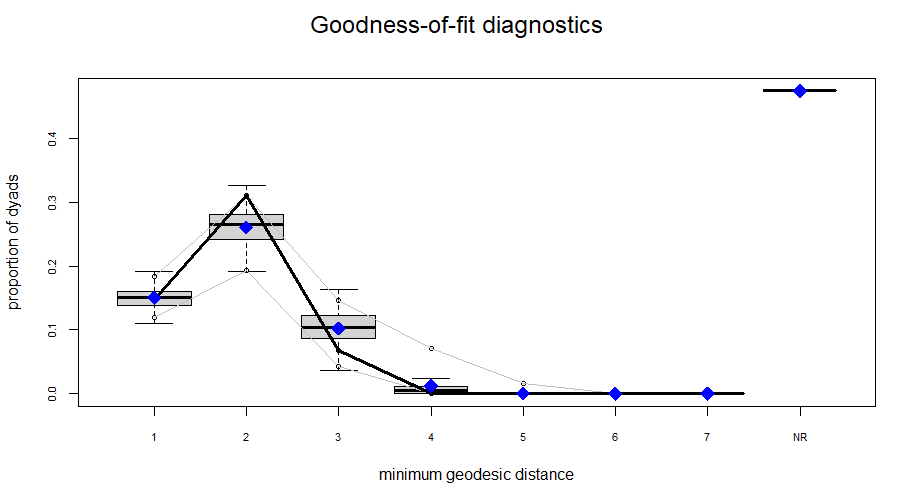 Goodness-of-fit diagnostics
proportion of dyads
0.4
0.3
0.2
0.1
0.0
1 2 3 4 5 6 7 NR
minimum geodesic distance